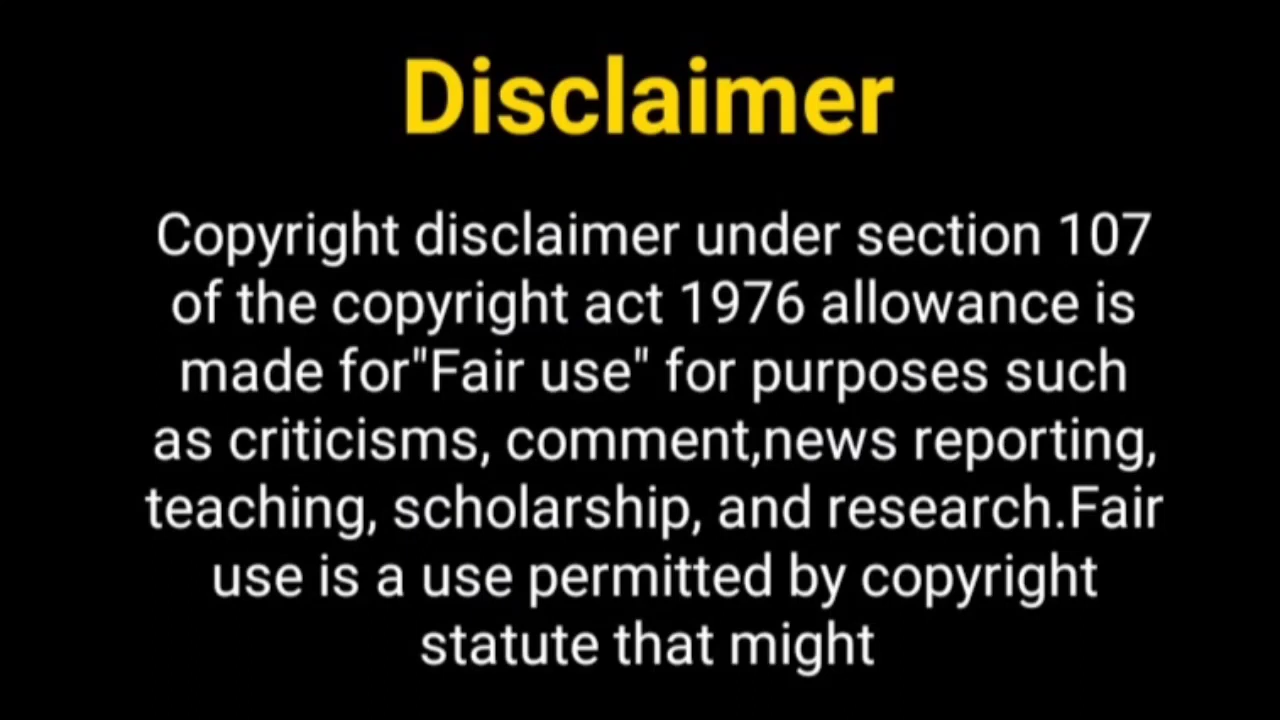 Disclaimer
Copyright disclaimer under section 107
of the copyright act 1976 allowance is
made for"Fair use" for purposes such
as criticisms, comment,news reporting,
teaching, scholarship, and research.Fair
use is a use permitted by copyright
statute that might